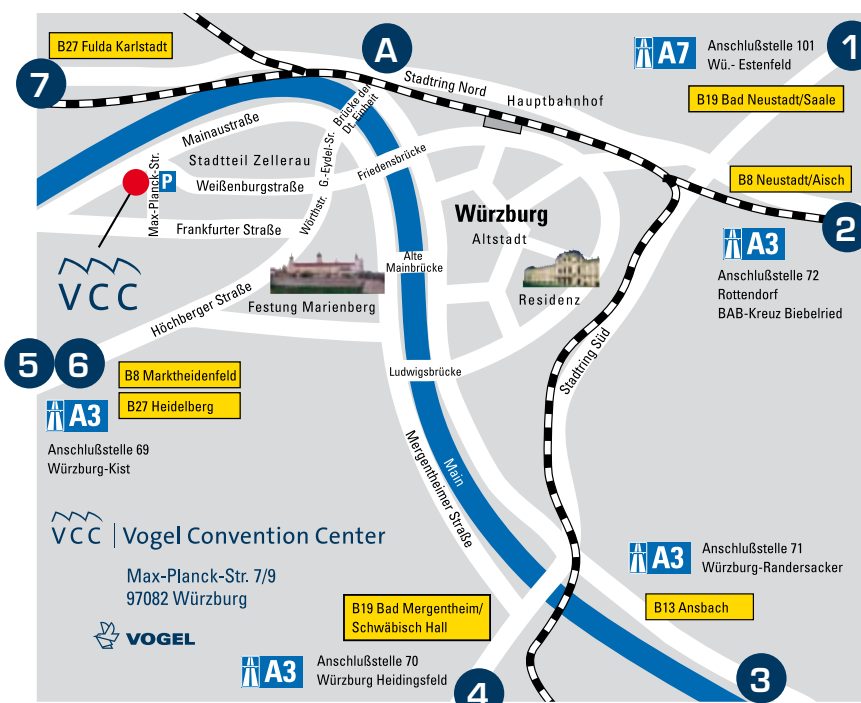 B27 Fulda Karlstadt
7
A
Stadtring Nord
Hauptbahnhof
A7
Anschlußstelle 101
Wü.- Estenfeld
1
B19 Bad Neustadt/Saale
B8 Neustadt/Aisch
2
A3
Anschlußstelle 72
Rottendorf
BAB-Kreuz Biebelried
Mainaustraße
Brücke der
Dt. Einheit
Stadtteil Zellerau
G.-Eydel-Sr.
Friedensbrücke
P
Weißenburgstraße
Max-Planck-Str.
Wörthstr.
Frankfurter Straße
Würzburg
Altstadt
Alte
Mainbrücke
VCC
Festung Marienberg
Residenz
Höchberger Straße
Ludwigsbrücke
Stadtring Süd
5
6
B8 Marktheidenfeld
B27 Heidelberg
A3
Anschlußstelle 69
Würzburg-Kist
Mergentheimer Straße
Main
VCC | Vogel Convention Center
Max-Planck-Str. 7/9
97082 Würzburg
VOGEL
A3
Anschlußstelle 71
Würzburg-Randersacker
B13 Ansbach
B19 Bad Mergentheim/
Schwäbisch Hall
A3
Anschlußstelle 70
Würzburg Heidingsfeld
4
3